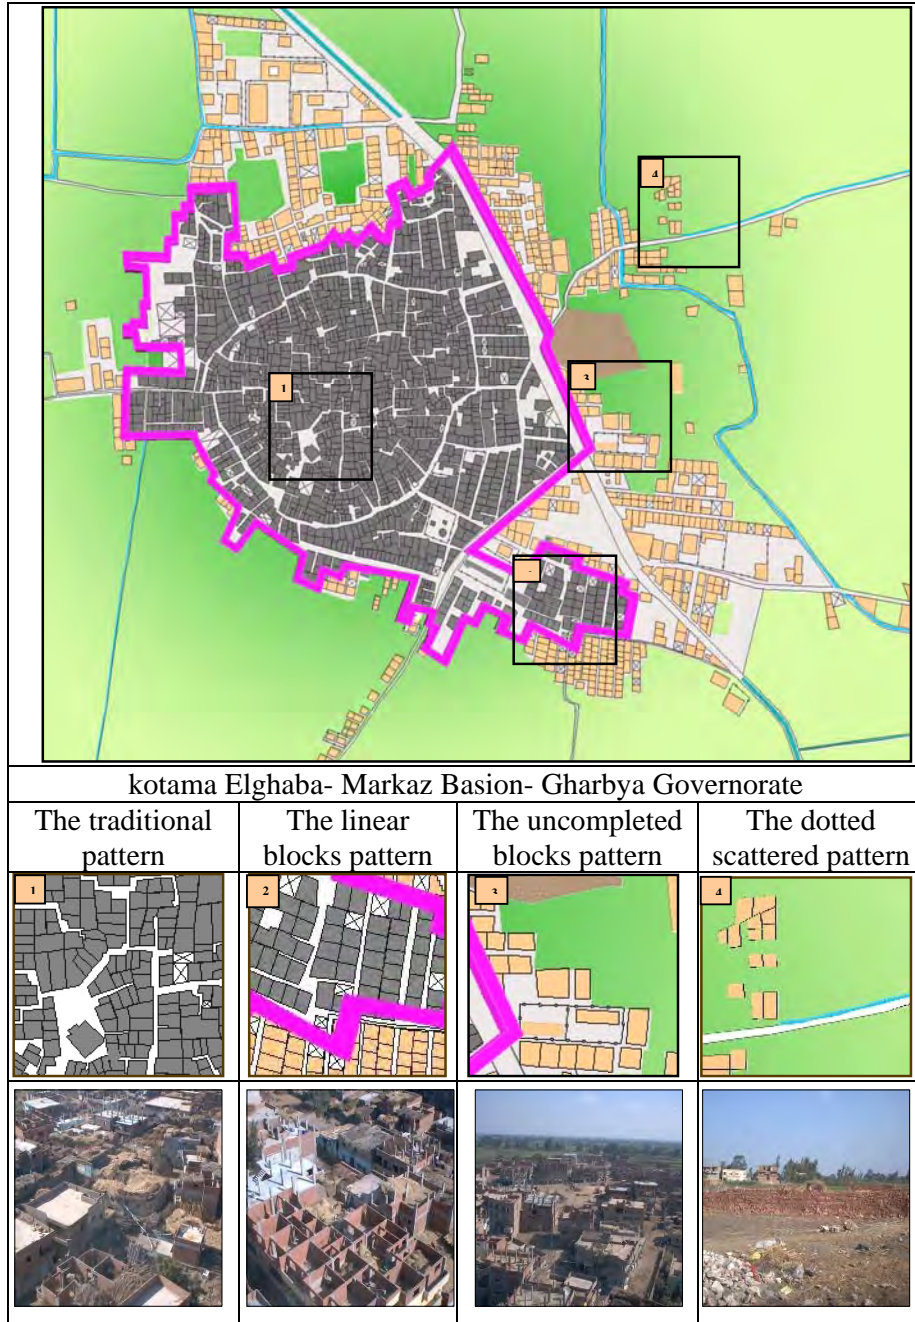 4
1
3
kotama Elghaba- Markaz Basion- Gharbya Governorate
The traditional
pattern
The linear
blocks pattern
The uncompleted
blocks pattern
The dotted
scattered pattern
1
2
3
4